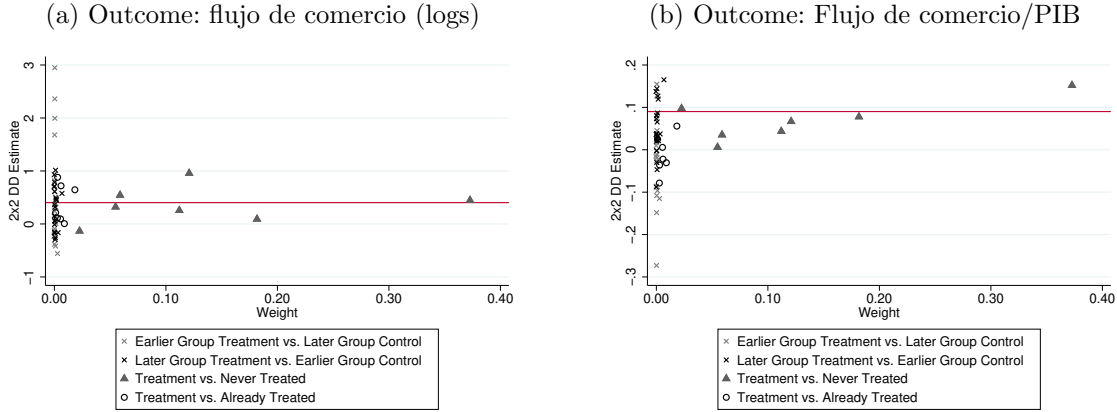 (a) Outcome: flujo de comercio (logs)
2x2 DD Estimate
3
2
1
0
-1
0.00 0.10 0.20 0.30 0.40
Weight
Earlier Group Treatment vs. Later Group Control
Later Group Treatment vs. Earlier Group Control
Treatment vs. Never Treated
Treatment vs. Already Treated
(b) Outcome: Flujo de comercio/PIB
2x2 DD Estimate
.2
.1
0
-.1
-.2
-.3
0.00 0.10 0.20 0.30 0.40
Weight
Earlier Group Treatment vs. Later Group Control
Later Group Treatment vs. Earlier Group Control
Treatment vs. Never Treated
Treatment vs. Already Treated